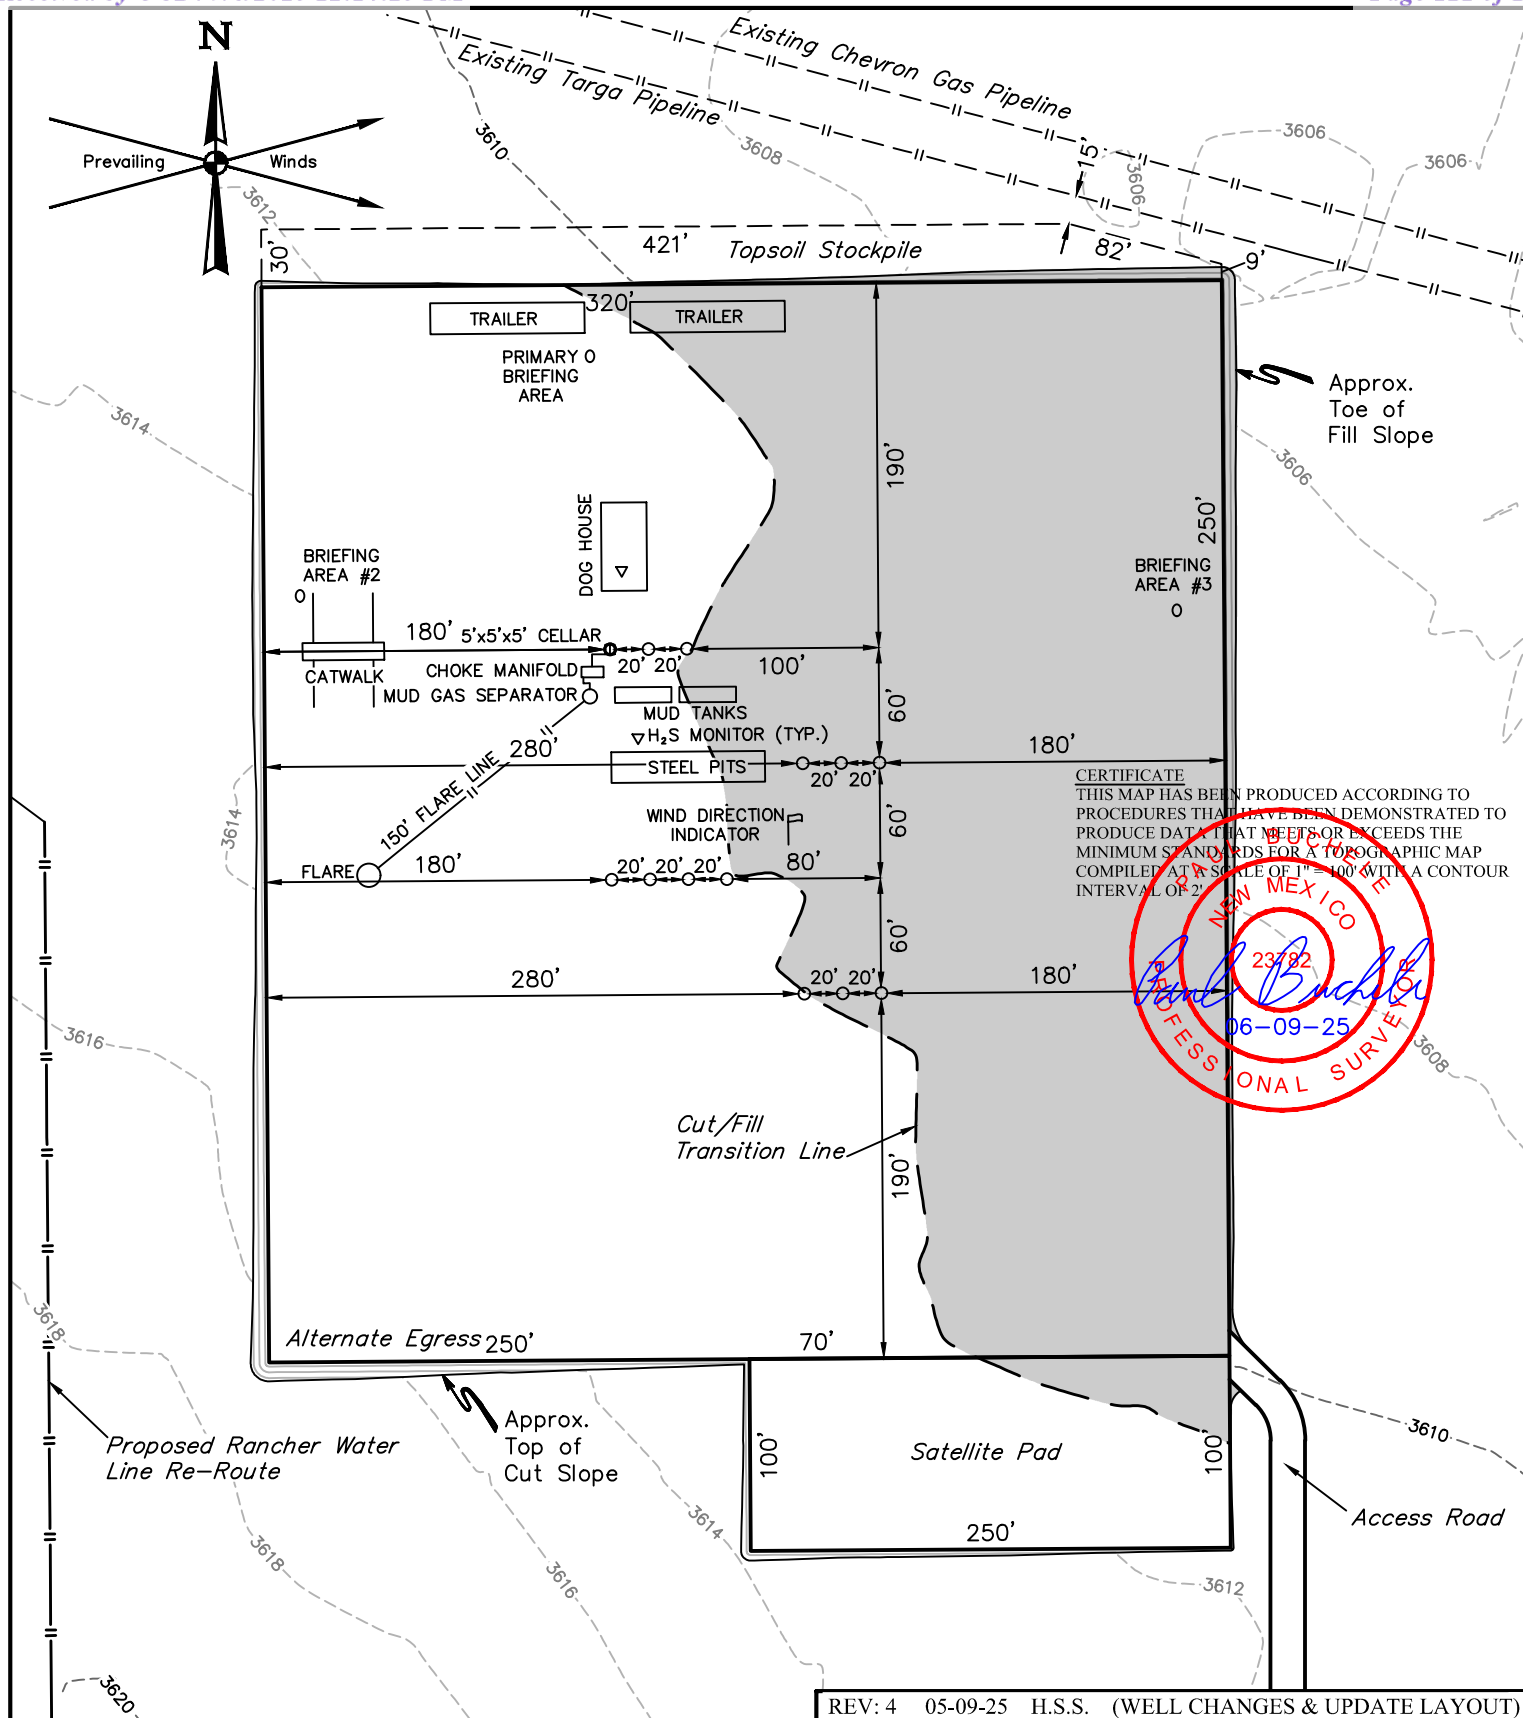 N
Prevailing
Winds
Existing Chevron Gas Pipeline
Existing Targa Pipeline
3610
3608
3606
3606
3606
15'
3612
30'
421'
Topsoil Stockpile
82'
9'
320'
TRAILER
TRAILER
PRIMARY O
BRIEFING
AREA
Approx.
Toe of
Fill Slope
3614
3606
190'
250'
DOG HOUSE
BRIEFING
AREA #2
O
BRIEFING
AREA #3
O
180'
5'x5'x5' CELLAR
20'
20'
100'
CATWALK
CHOKE MANIFOLD
MUD GAS SEPARATOR
MUD TANKS
H₂S MONITOR (TYP.)
60'
280'
STEEL PITS
20'
20'
180'
150' FLARE LINE
WIND DIRECTION
INDICATOR
60'
3614
FLARE
180'
20'
20'
20'
80'
CERTIFICATE
THIS MAP HAS BEEN PRODUCED ACCORDING TO
PROCEDURES THAT HAVE BEEN DEMONSTRATED TO
PRODUCE DATA THAT MEETS OR EXCEEDS THE
MINIMUM STANDARDS FOR A TOPOGRAPHIC MAP
COMPILED AT A SCALE OF 1" = 100' WITH A CONTOUR
INTERVAL OF 2'.
PAUL BUCHELE
NEW MEXICO
23782
Paul Buchele
06-09-25
PROFESSIONAL SURVEYOR
60'
280'
20'
20'
180'
3616
3608
Cut/Fill
Transition Line
190'
3618
Alternate Egress
250'
70'
Approx.
Top of
Cut Slope
Proposed Rancher Water
Line Re-Route
100'
Satellite Pad
100'
3610
Access Road
250'
3614
3618
3616
3612
3620
REV: 4 05-09-25 H.S.S. (WELL CHANGES & UPDATE LAYOUT)